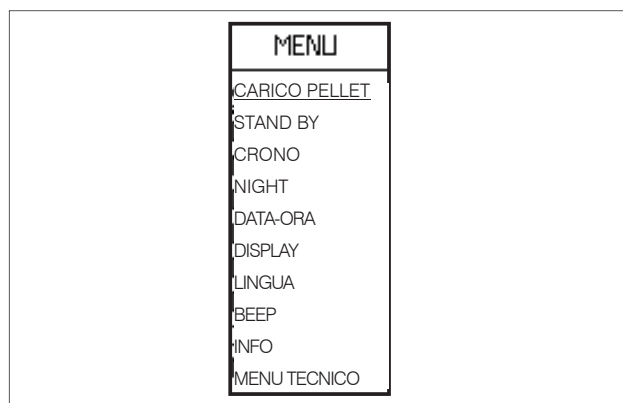 MENU
CARICO PELLET
STAND BY
CRONO
NIGHT
DATA-ORA
DISPLAY
LINGUA
BEEP
INFO
MENU TECNICO